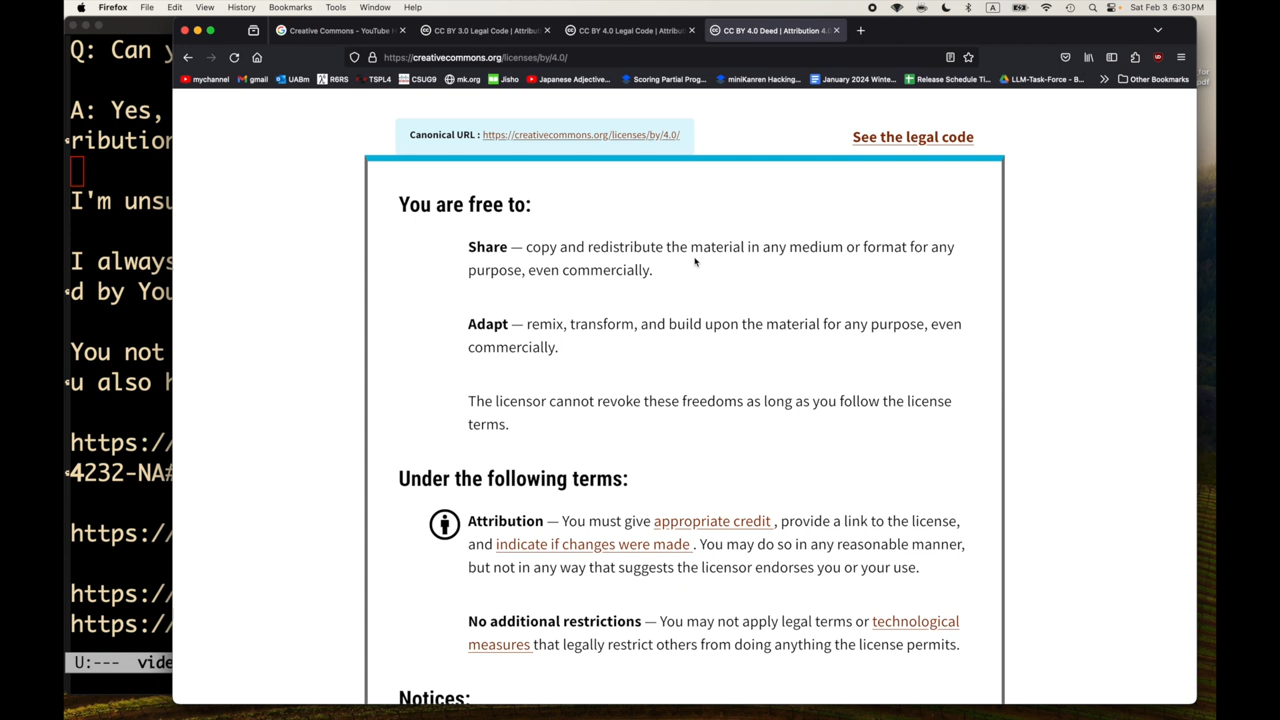 Firefox File Edit View History Bookmarks Tools Window Help A Sat Feb 3 6:30 PM
Creative Commons - YouTube H
CC BY 3.0 Legal Code | Attribut
CC BY 4.0 Legal Code | Attribut
CC BY 4.0 Deed | Attribution 4.
https://creativecommons.org/licenses/by/4.0/
mychannel gmail UABm R6RS TSPL4 CSUG9 mk.org Jisho Japanese Adjective... Scoring Partial Prog... miniKanren Hacking... January 2024 Winte... Release Schedule Ti... LLM-Task-Force - B... Other Bookmarks
Q: Can y
A: Yes,
ribution
I'm unsu
I always
d by You
You not
u also h
https://
4232-NA#
https://
https://
https://
U:--- vide
Canonical URL : https://creativecommons.org/licenses/by/4.0/
See the legal code
You are free to:
Share — copy and redistribute the material in any medium or format for any
purpose, even commercially.
Adapt — remix, transform, and build upon the material for any purpose, even
commercially.
The licensor cannot revoke these freedoms as long as you follow the license
terms.
Under the following terms:
Attribution — You must give appropriate credit , provide a link to the license,
and indicate if changes were made . You may do so in any reasonable manner,
but not in any way that suggests the licensor endorses you or your use.
No additional restrictions — You may not apply legal terms or technological
measures that legally restrict others from doing anything the license permits.
Notices: